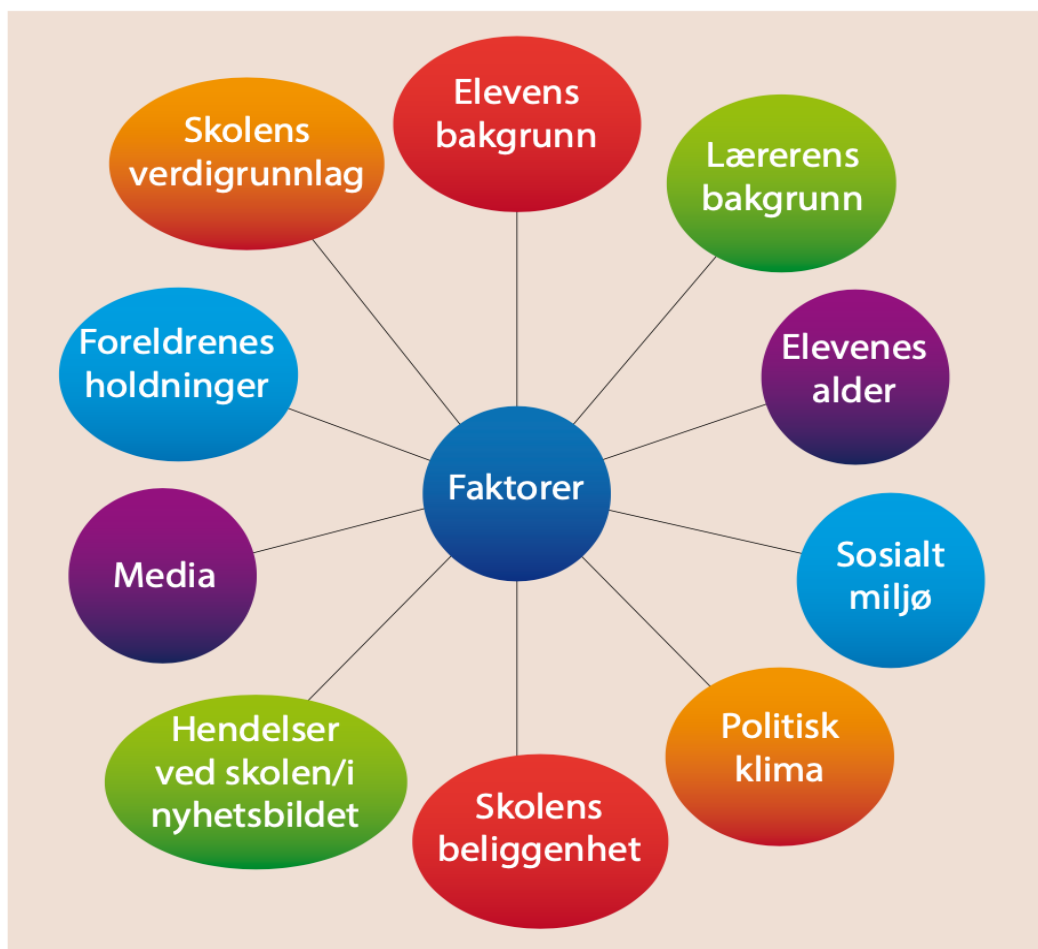 Elevens
bakgrunn
Lærerens
bakgrunn
Elevenes
alder
Sosialt
miljø
Politisk
klima
Skolens
beliggenhet
Hendelser
ved skolen/i
nyhetsbildet
Media
Foreldrenes
holdninger
Skolens
verdigrunnlag
Faktorer